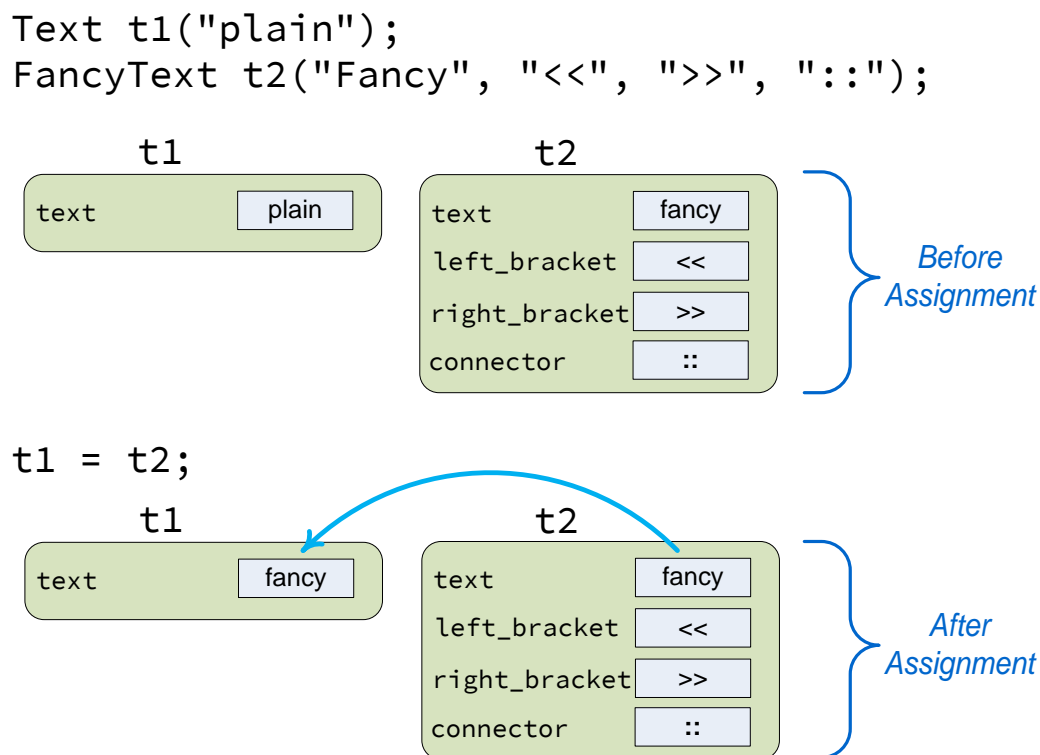 Text t1("plain");
FancyText t2("Fancy", "<<", ">>", "::");
t1
t2
text plain
text fancy
left_bracket <<
right_bracket >>
connector ::
Before
Assignment
t1 = t2;
t1
t2
text fancy
text fancy
left_bracket <<
right_bracket >>
connector ::
After
Assignment